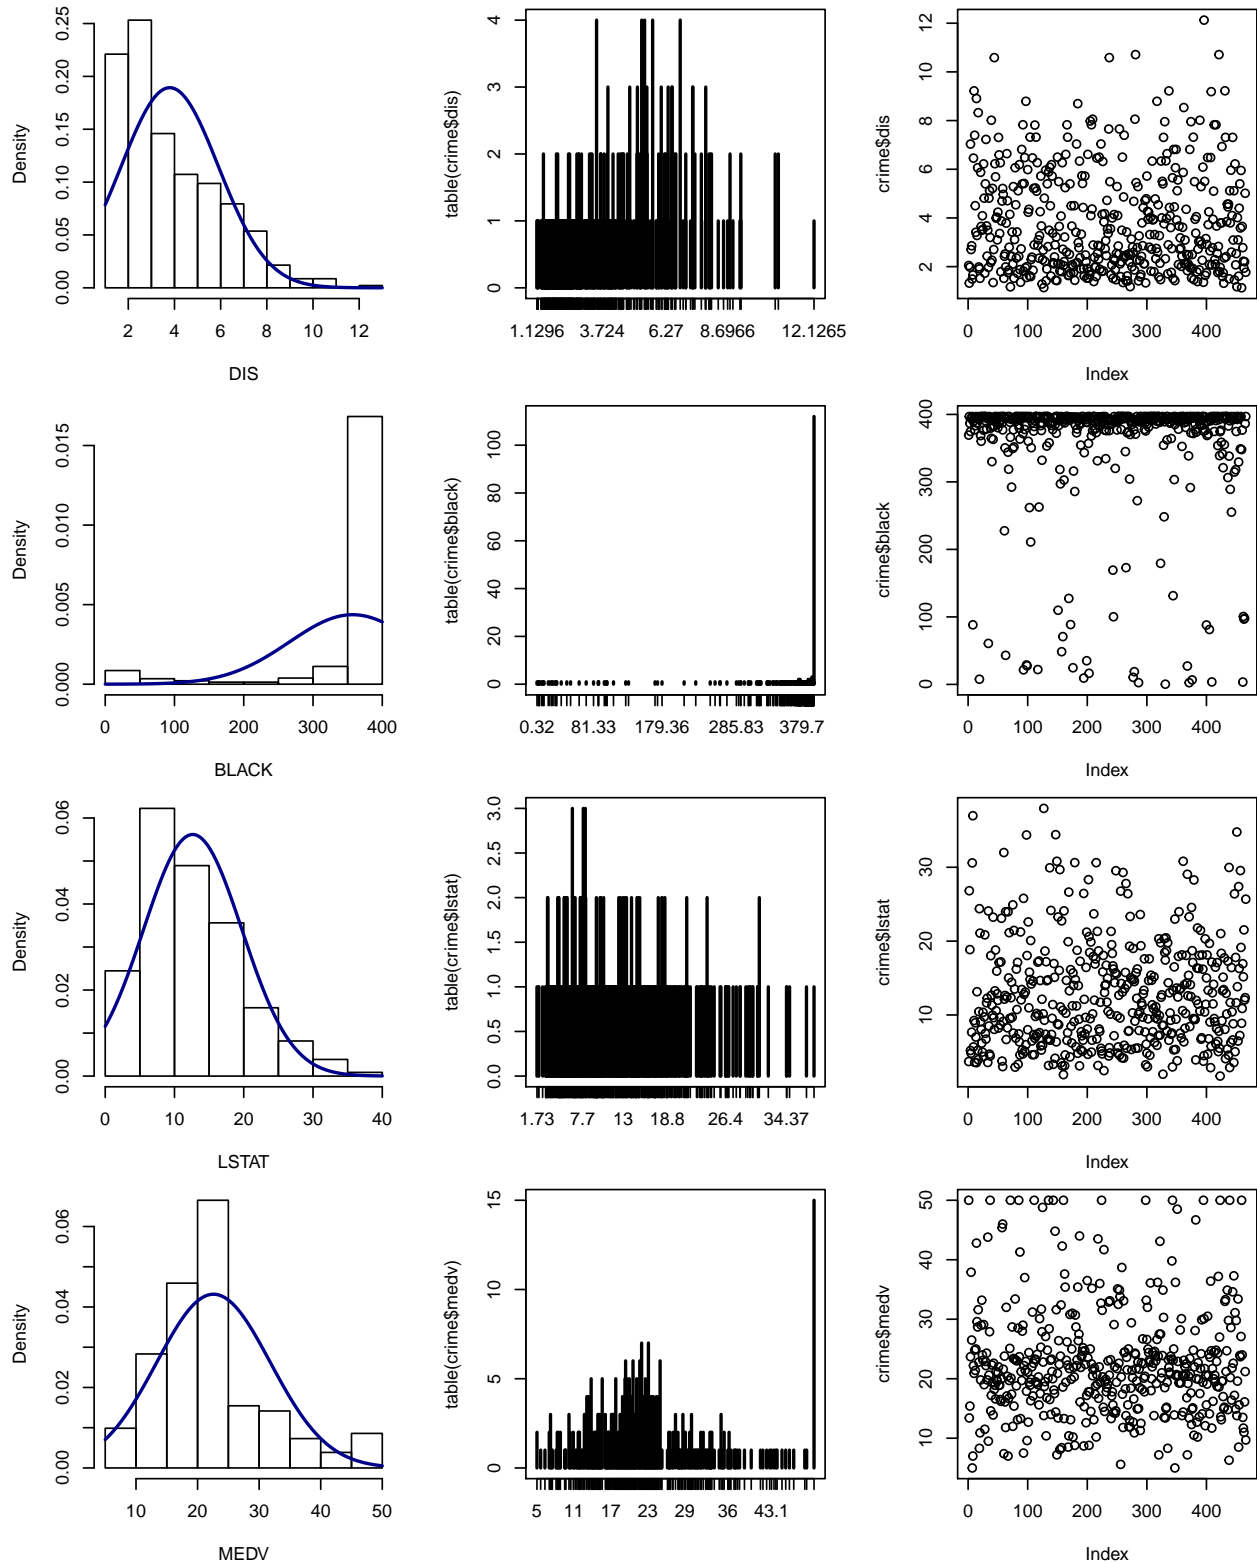 0.00 0.05 0.10 0.15 0.20 0.25
Density
2 4 6 8 10 12
DIS
0 1 2 3 4
table(crime$dis)
1.1296 3.724 6.27 8.6966 12.1265
2 4 6 8 10 12
crime$dis
0 100 200 300 400
Index
0.000 0.005 0.010 0.015
Density
0 100 200 300 400
BLACK
0 20 40 60 80 100
table(crime$black)
0.32 81.33 179.36 285.83 379.7
0 100 200 300 400
crime$black
0 100 200 300 400
Index
0.00 0.02 0.04 0.06
Density
0 10 20 30 40
LSTAT
0.0 0.5 1.0 1.5 2.0 2.5 3.0
table(crime$lstat)
1.73 7.7 13 18.8 26.4 34.37
10 20 30
crime$lstat
0 100 200 300 400
Index
0.00 0.02 0.04 0.06
Density
10 20 30 40 50
MEDV
0 5 10 15
table(crime$medv)
5 11 17 23 29 36 43.1
10 20 30 40 50
crime$medv
0 100 200 300 400
Index